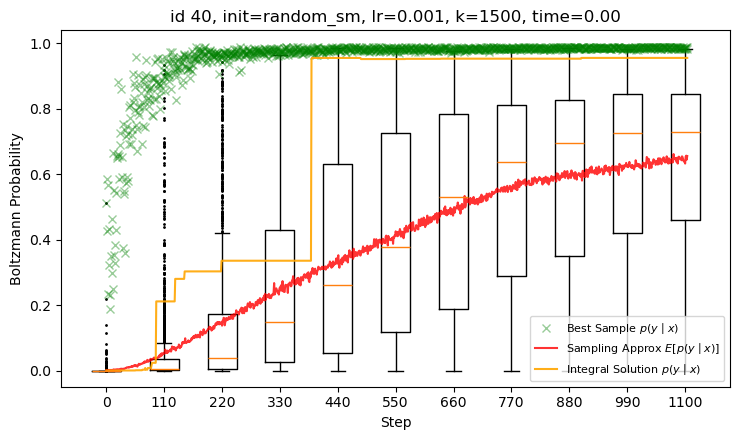 id 40, init=random_sm, lr=0.001, k=1500, time=0.00
Boltzmann Probability
1.0
0.8
0.6
0.4
0.2
0.0
Best Sample p(y | x)
Sampling Approx E[p(y | x)]
Integral Solution p(y | x)
0 110 220 330 440 550 660 770 880 990 1100
Step